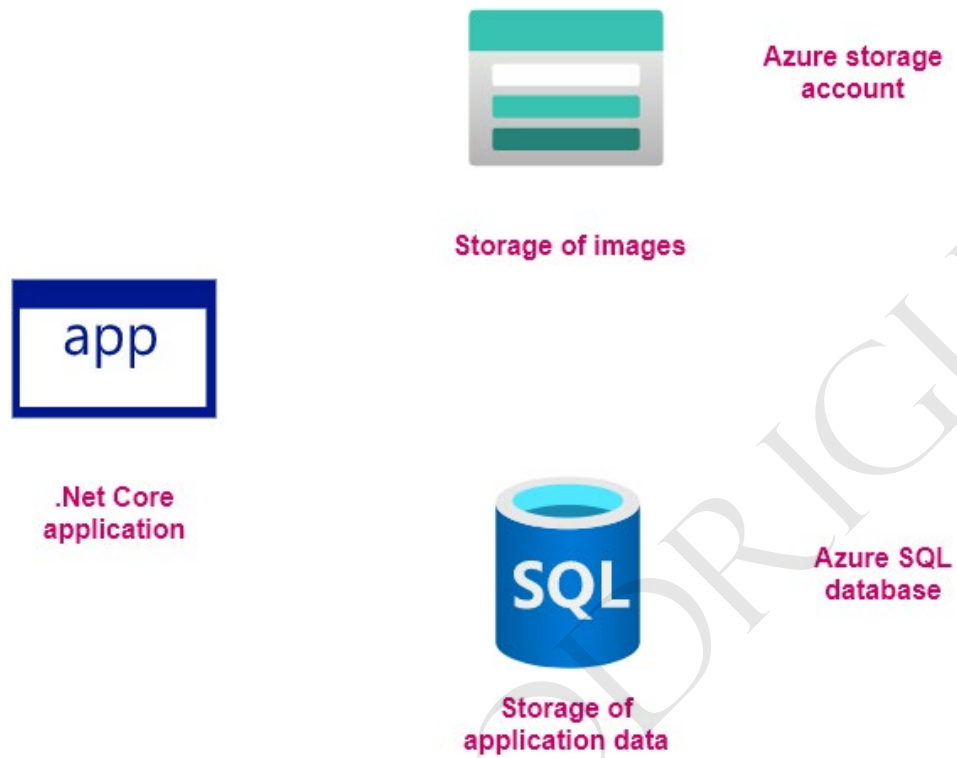 Azure storage
account
Storage of images
app
.Net Core
application
SQL
Azure SQL
database
Storage of
application data